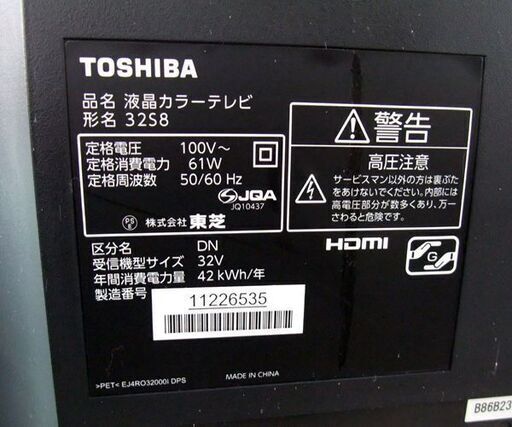 TOSHIBA
品名 液晶カラーテレビ
形名 32S8
定格電圧 100V～
定格消費電力 61W
定格周波数 50/60 Hz
JQA
JQ10437
PS
E
株式会社 東芝
警告
高圧注意
サービスマン以外の方は裏ぶた
をあけないでください。内部には
高電圧部分が数多くあり、万一
さわると危険です。
区分名 DN
受信機型サイズ 32V
年間消費電力量 42 kWh/年
製造番号
11226535
HDMI
G
>PET< EJ4RO32000I DPS
MADE IN CHINA
B86B23